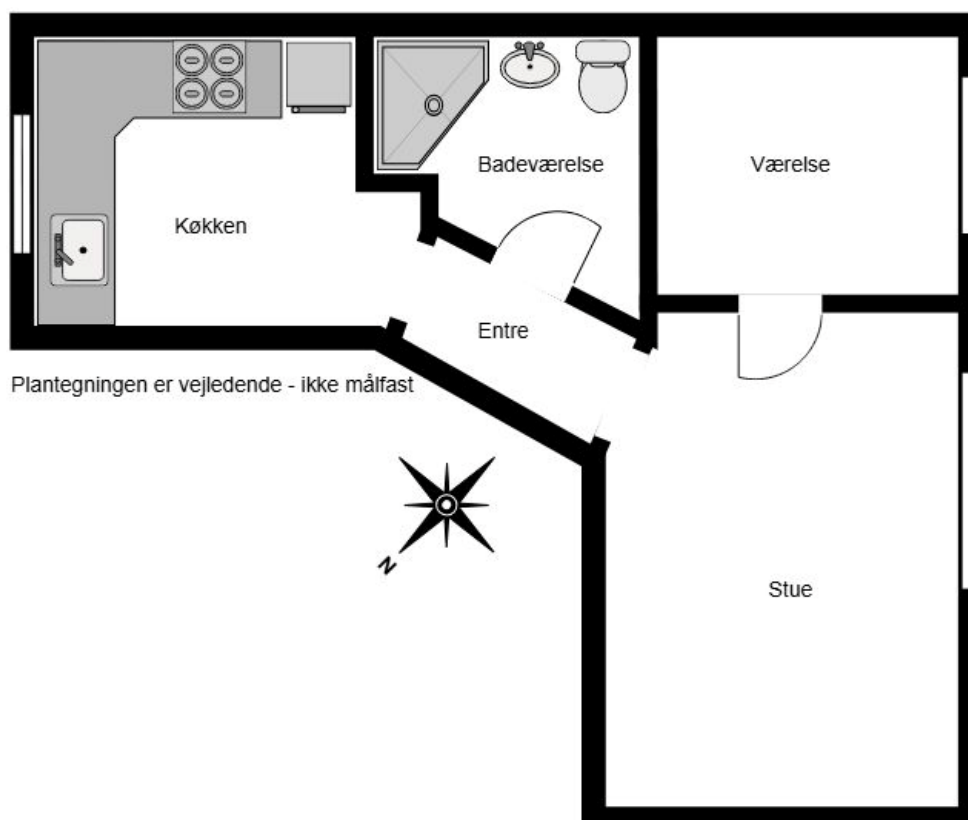 Badeværelse
Værelse
Køkken
Entre
Plantegningen er vejledende - ikke målfast
N
Stue